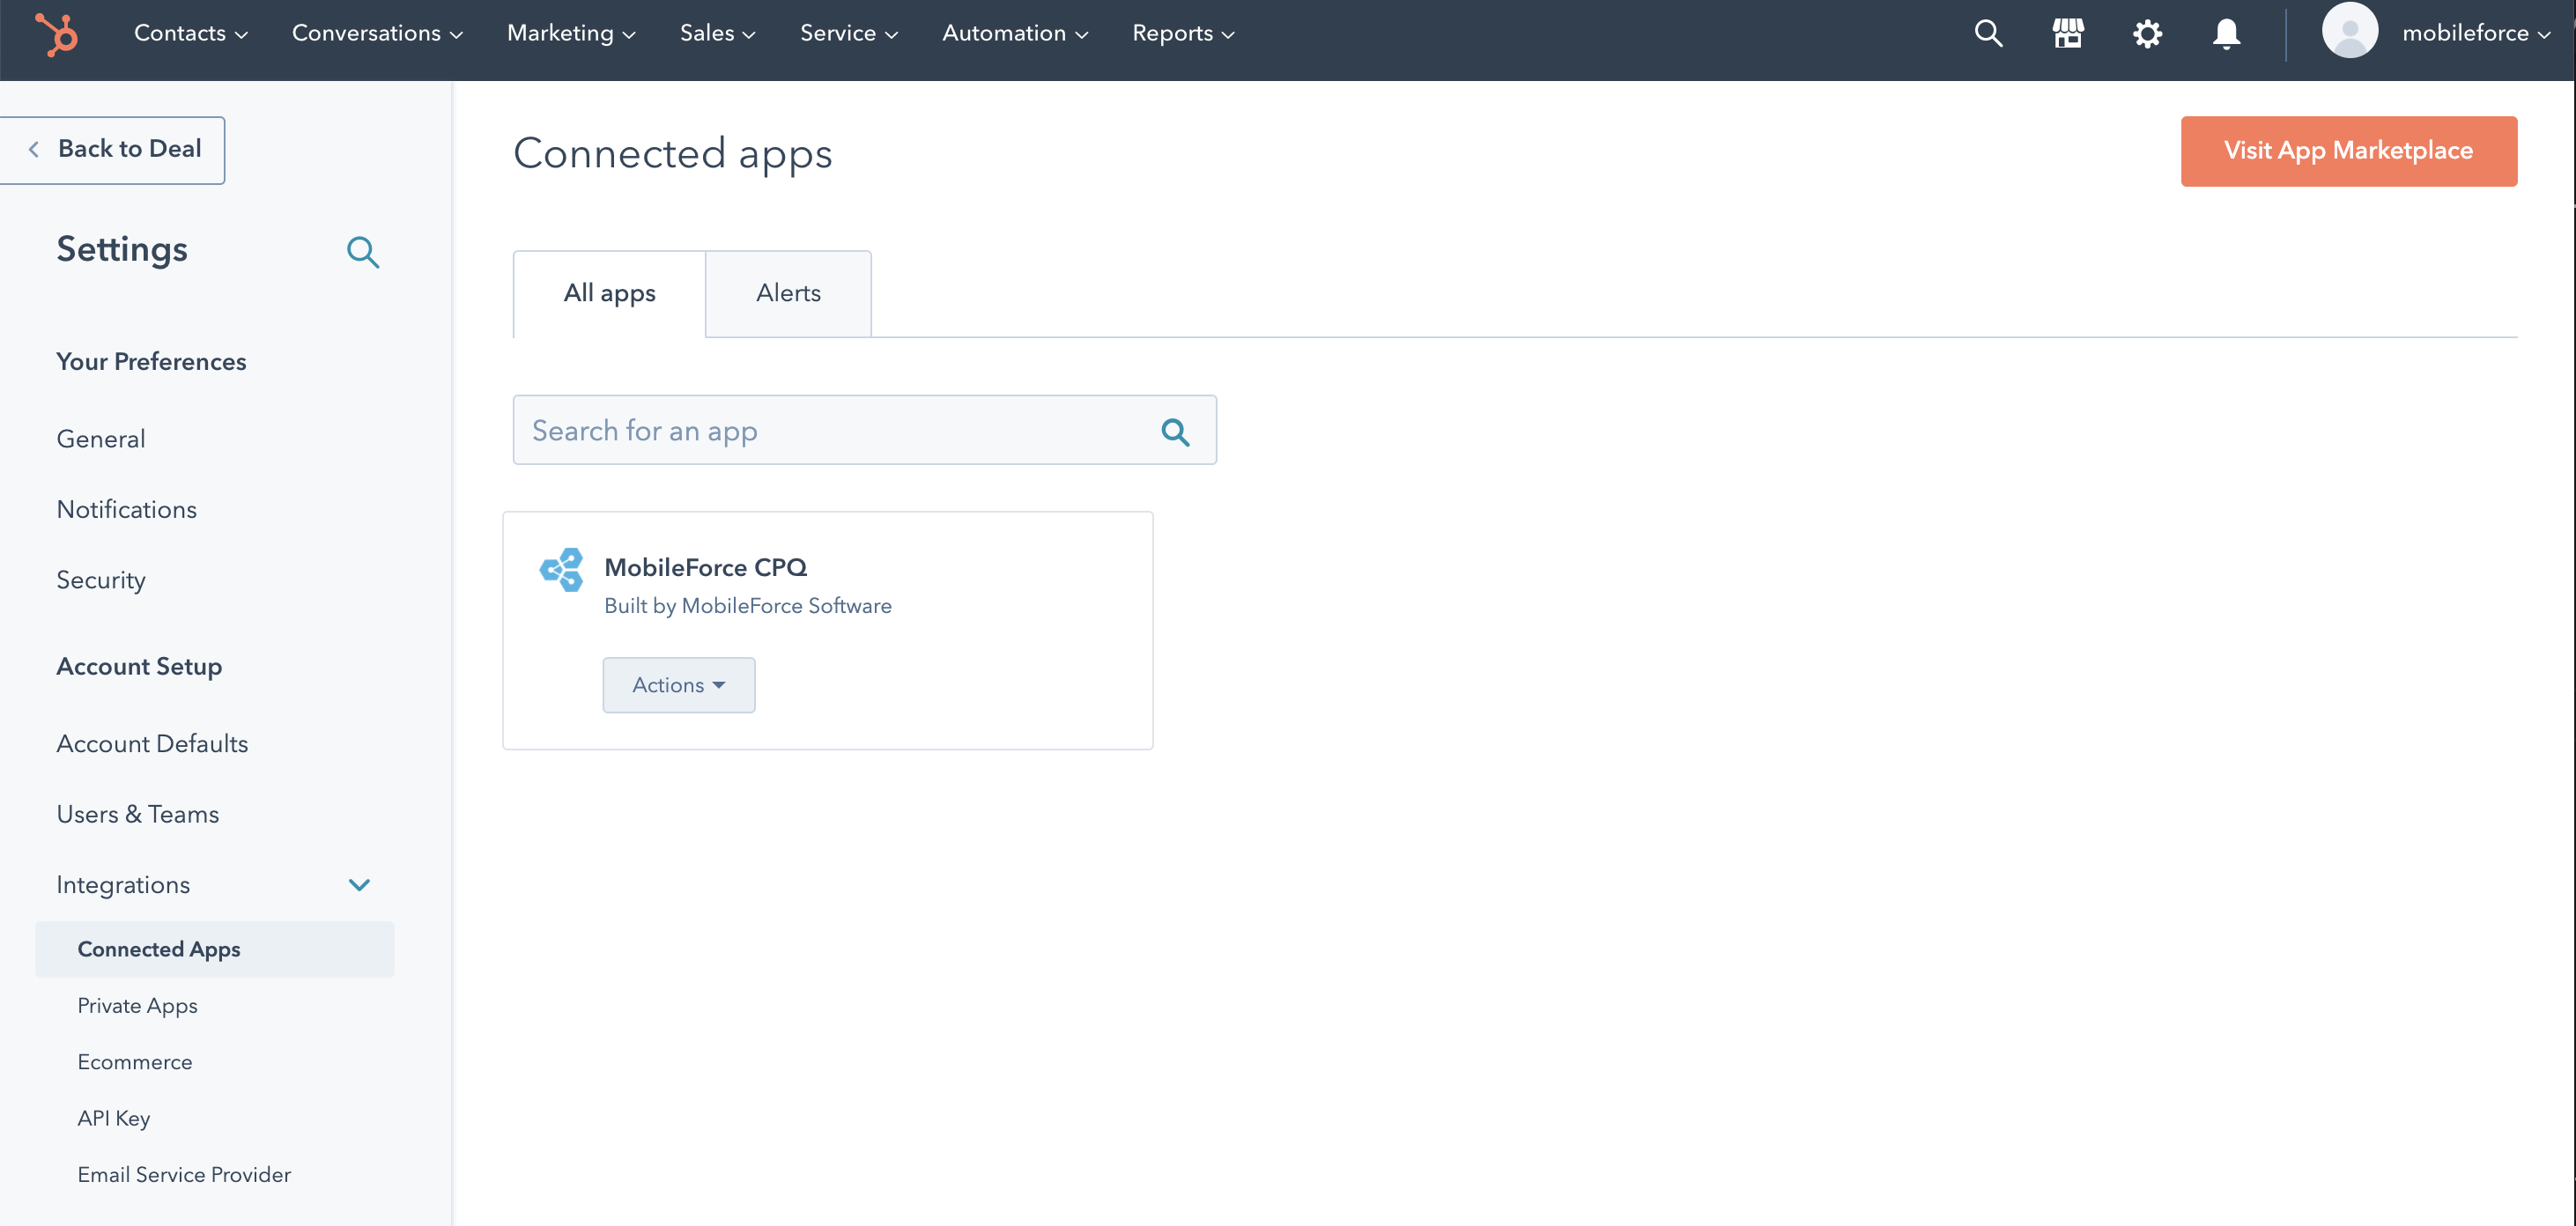 Contacts Conversations Marketing Sales Service Automation Reports mobileforce
Back to Deal
Settings
Your Preferences
General
Notifications
Security
Account Setup
Account Defaults
Users & Teams
Integrations
Connected Apps
Private Apps
Ecommerce
API Key
Email Service Provider
Connected apps
Visit App Marketplace
All apps Alerts
Search for an app
MobileForce CPQ
Built by MobileForce Software
Actions